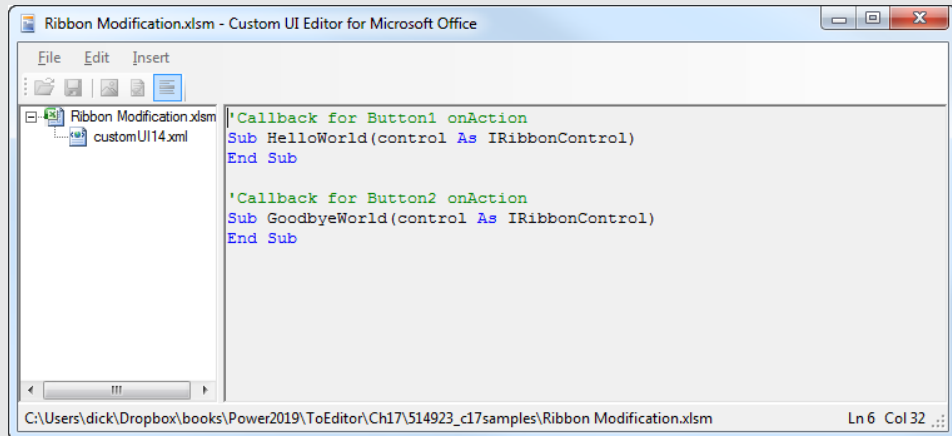 Ribbon Modification.xlsm - Custom UI Editor for Microsoft Office
File Edit Insert
Ribbon Modification.xlsm
customUI14.xml
'Callback for Button1 onAction
Sub HelloWorld(control As IRibbonControl)
End Sub
'Callback for Button2 onAction
Sub GoodbyeWorld(control As IRibbonControl)
End Sub
C:\Users\dick\Dropbox\books\Power2019\ToEditor\Ch17\514923_c17samples\Ribbon Modification.xlsm Ln 6 Col 32